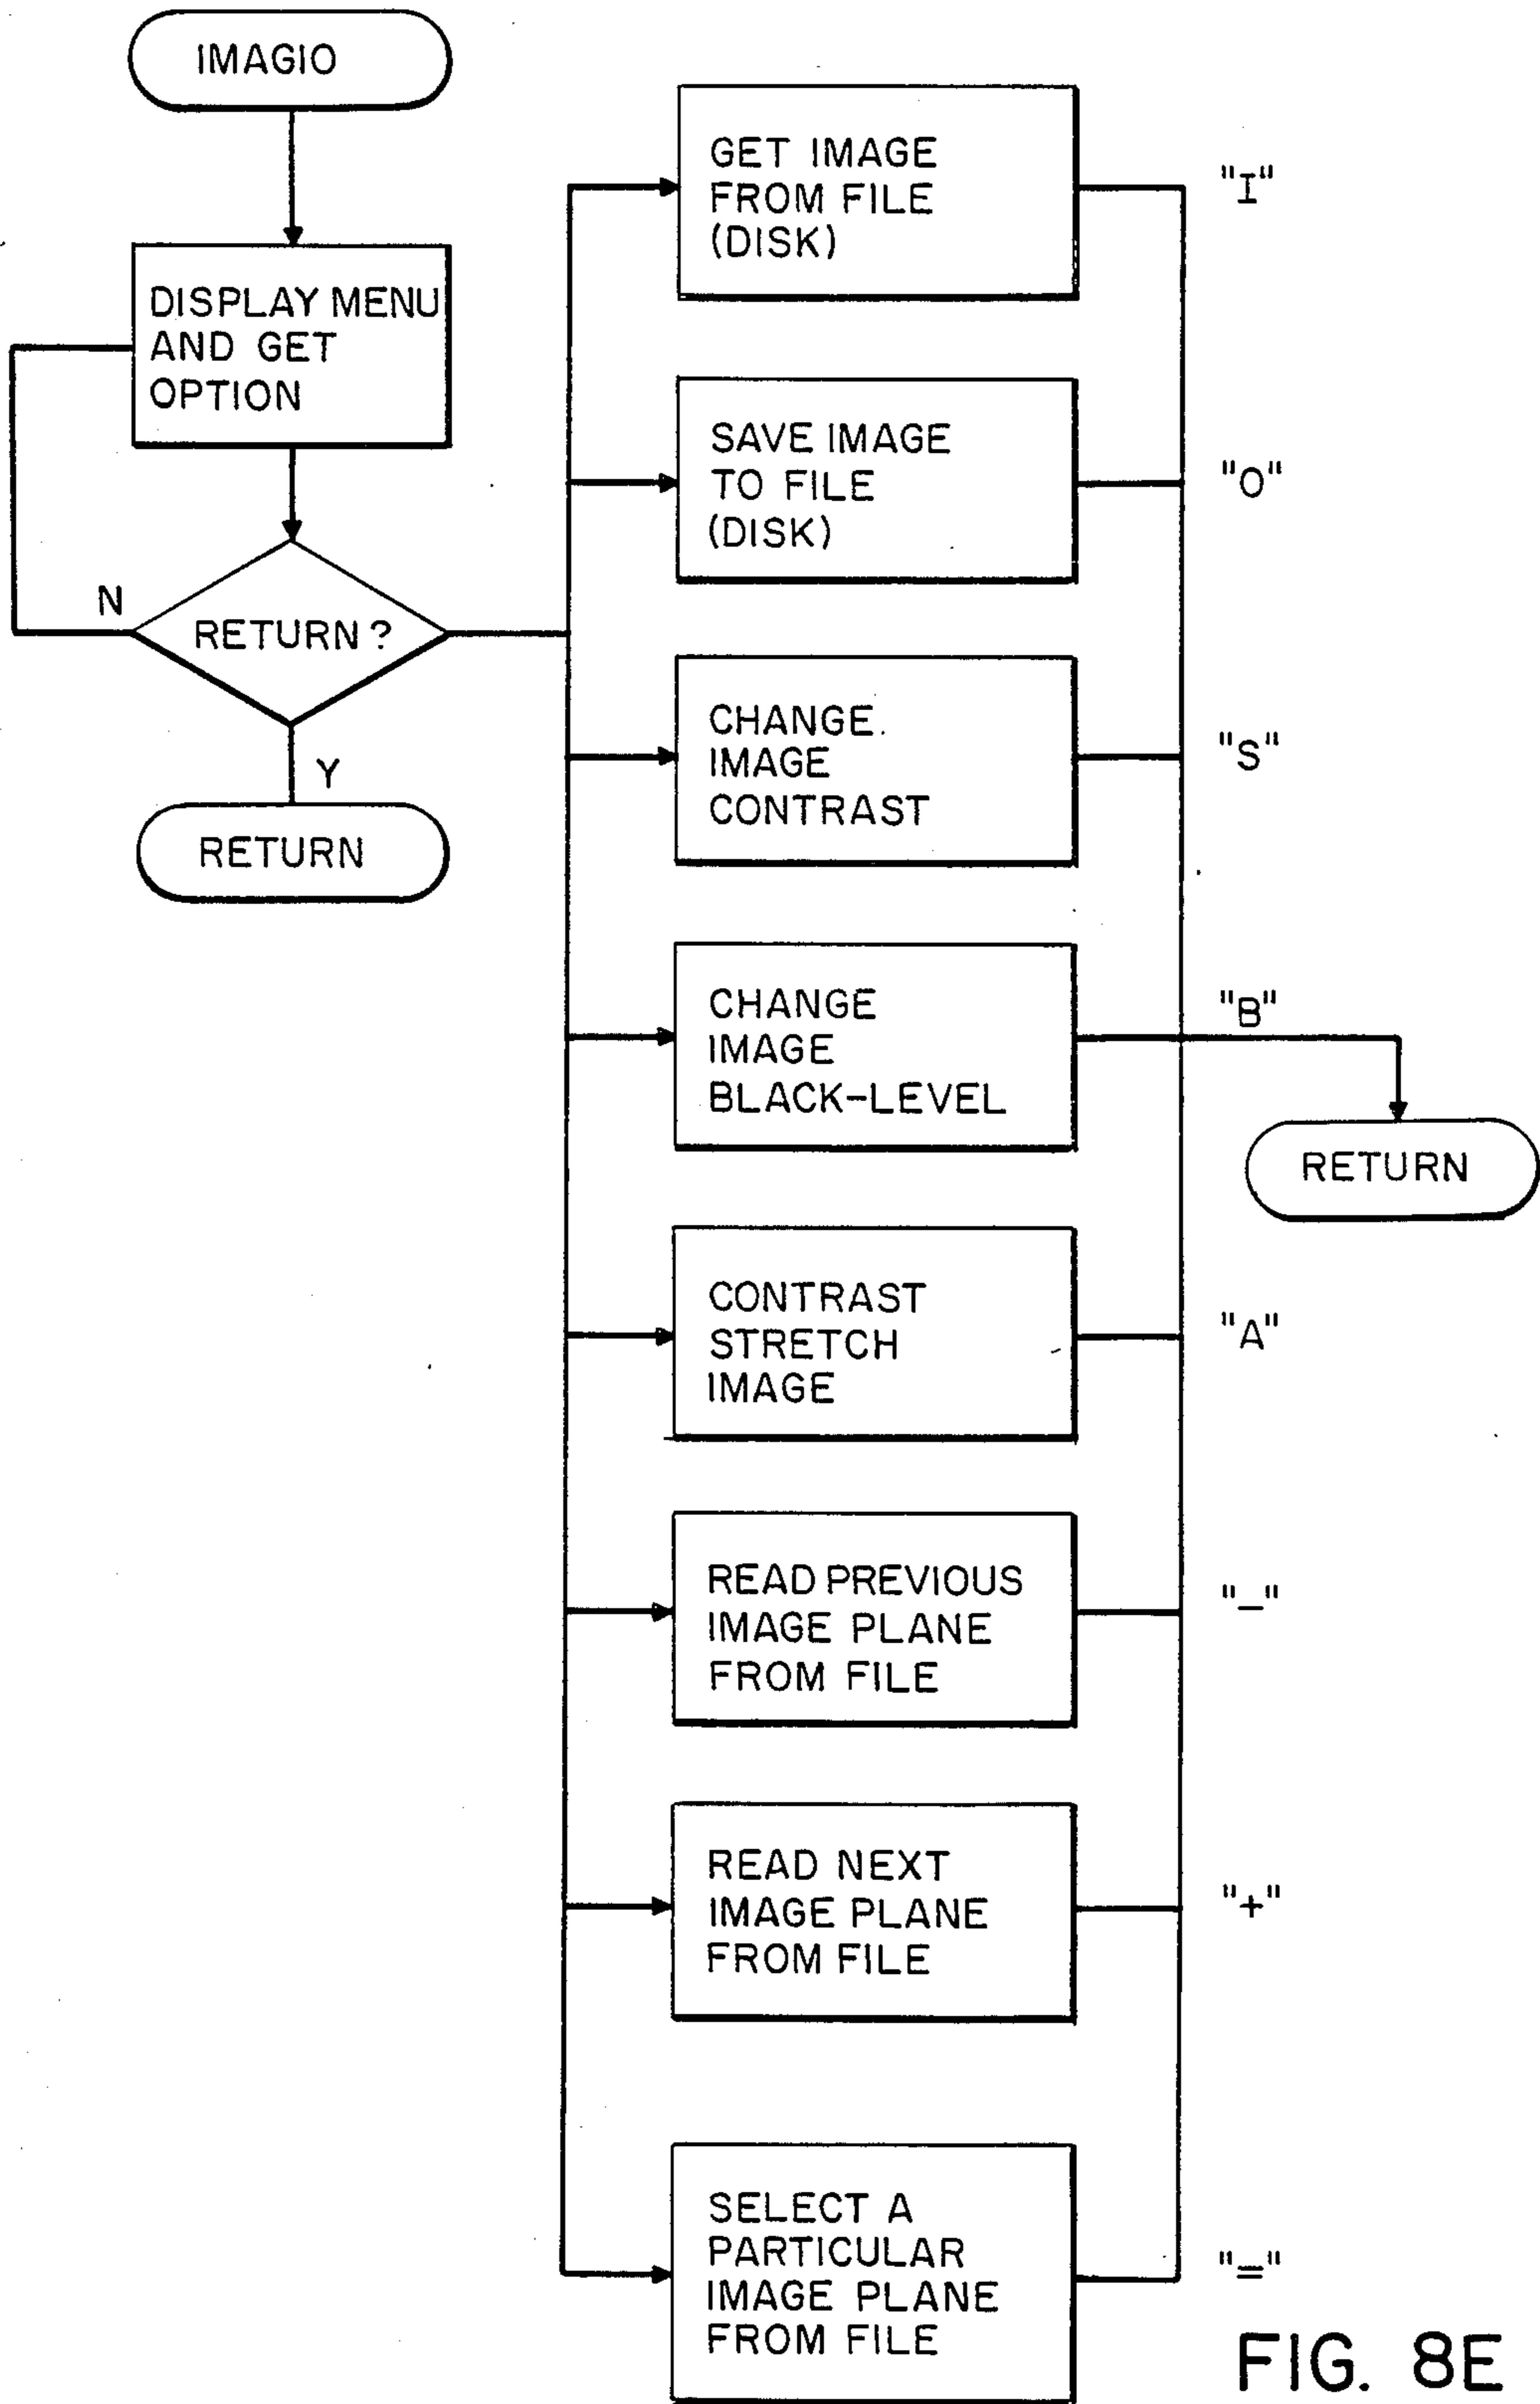 IMAGIO
DISPLAY MENU
AND GET
OPTION
N
RETURN?
Y
RETURN
GET IMAGE
FROM FILE
(DISK)
"I"
SAVE IMAGE
TO FILE
(DISK)
"O"
CHANGE
IMAGE
CONTRAST
"S"
CHANGE
IMAGE
BLACK-LEVEL
"B"
RETURN
CONTRAST
STRETCH
IMAGE
"A"
READ PREVIOUS
IMAGE PLANE
FROM FILE
"-"
READ NEXT
IMAGE PLANE
FROM FILE
"+"
SELECT A
PARTICULAR
IMAGE PLANE
FROM FILE
"="
FIG. 8E